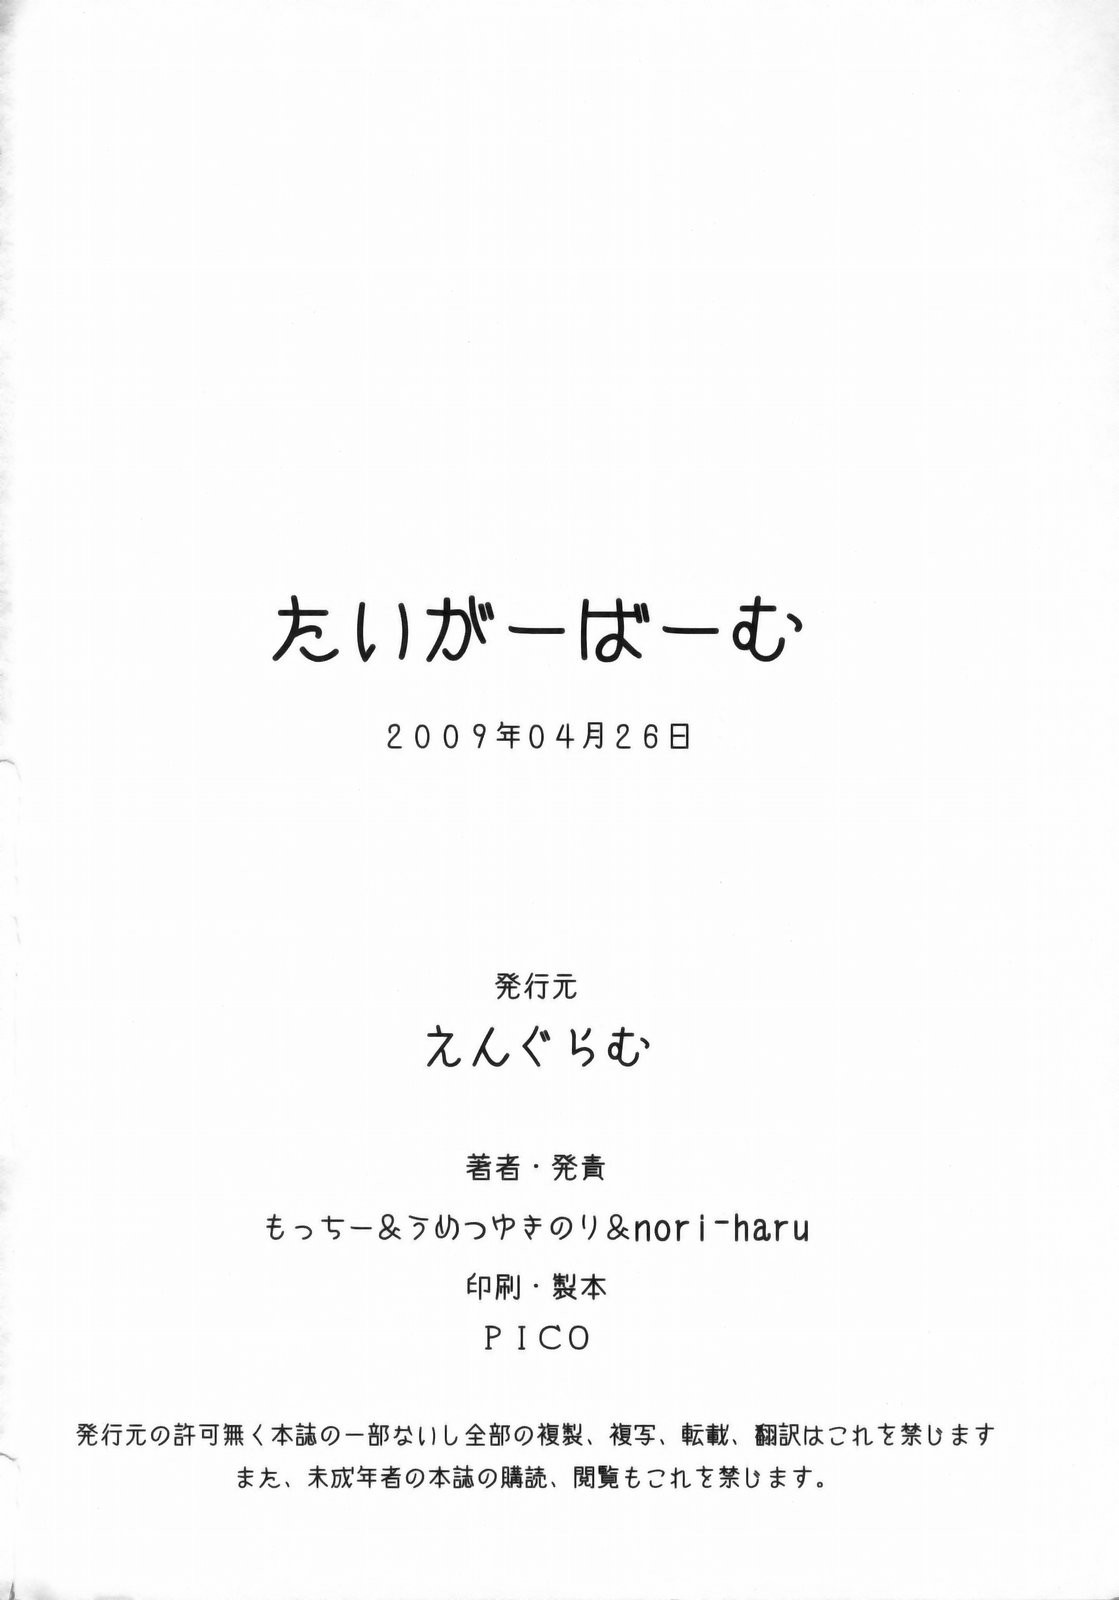 たいがーばーむ
２００９年０４月２６日
発行元
えんぐらむ
著者・発責
もっちー＆うめつゆきのり＆nori-haru
印刷・製本
ＰＩＣＯ
発行元の許可無く本誌の一部ないし全部の複製、複写、転載、翻訳はこれを禁じます
また、未成年者の本誌の購読、閲覧もこれを禁じます。